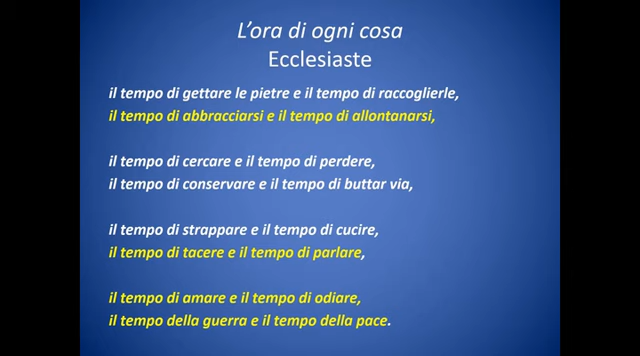 L'ora di ogni cosa
Ecclesiaste
il tempo di gettare le pietre e il tempo di raccoglierle,
il tempo di abbracciarsi e il tempo di allontanarsi,
il tempo di cercare e il tempo di perdere,
il tempo di conservare e il tempo di buttar via,
il tempo di strappare e il tempo di cucire,
il tempo di tacere e il tempo di parlare,
il tempo di amare e il tempo di odiare,
il tempo della guerra e il tempo della pace.